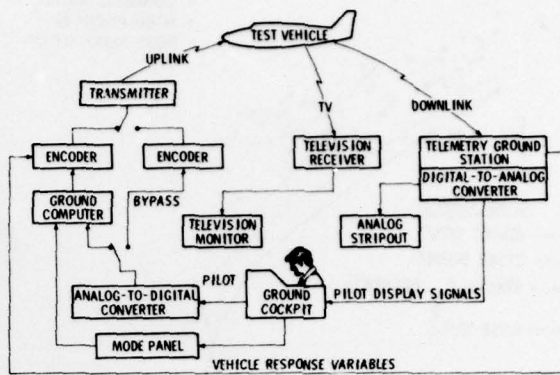 TEST VEHICLE
UPLINK
TRANSMITTER
TV
DOWNLINK
ENCODER
ENCODER
TELEVISION
RECEIVER
TELEMETRY GROUND
STATION
DIGITAL-TO-ANALOG
CONVERTER
GROUND
COMPUTER
BYPASS
TELEVISION
MONITOR
ANALOG
STRIPOUT
PILOT
ANALOG-TO-DIGITAL
CONVERTER
GROUND
COCKPIT
PILOT DISPLAY SIGNALS
MODE PANEL
VEHICLE RESPONSE VARIABLES